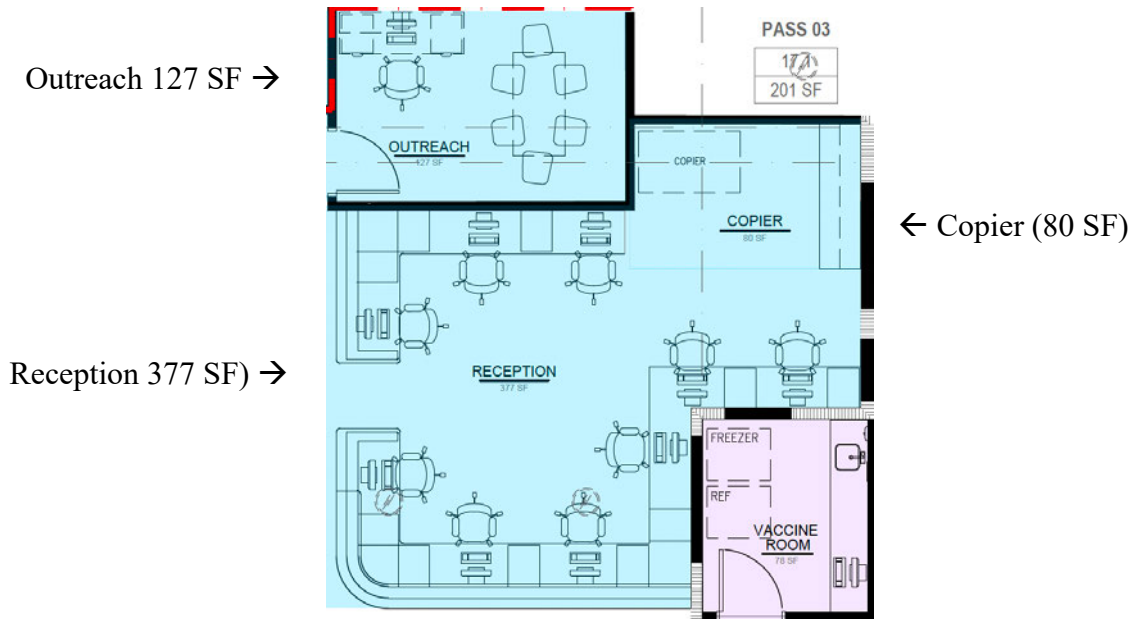 PASS 03
201 SF
Outreach 127 SF →
OUTREACH
127 SF
COPIER
COPIER
80 SF
← Copier (80 SF)
Reception 377 SF) →
RECEPTION
377 SF
FREEZER
REF
VACCINE
ROOM
78 SF